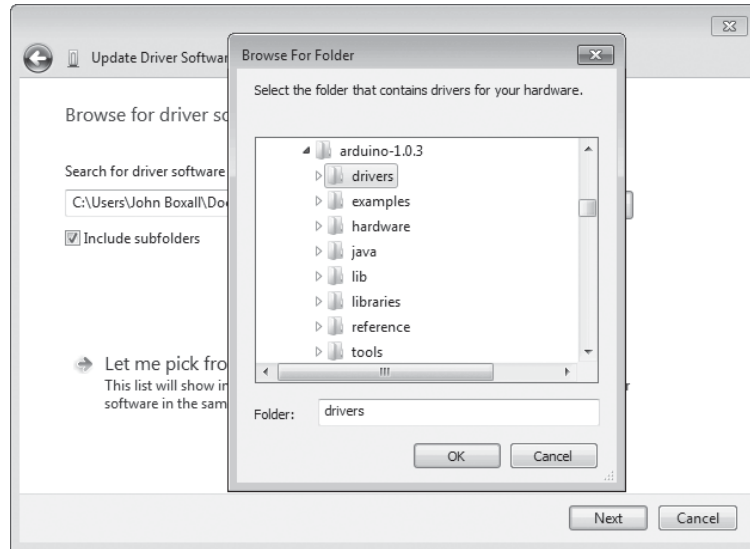 Update Driver Softwar
Browse for driver so
Search for driver software
C:\Users\John Boxall\Do
Include subfolders
Let me pick fro
This list will show in
software in the sam
Browse For Folder
Select the folder that contains drivers for your hardware.
arduino-1.0.3
drivers
examples
hardware
java
lib
libraries
reference
tools
Folder: drivers
OK Cancel
Next Cancel